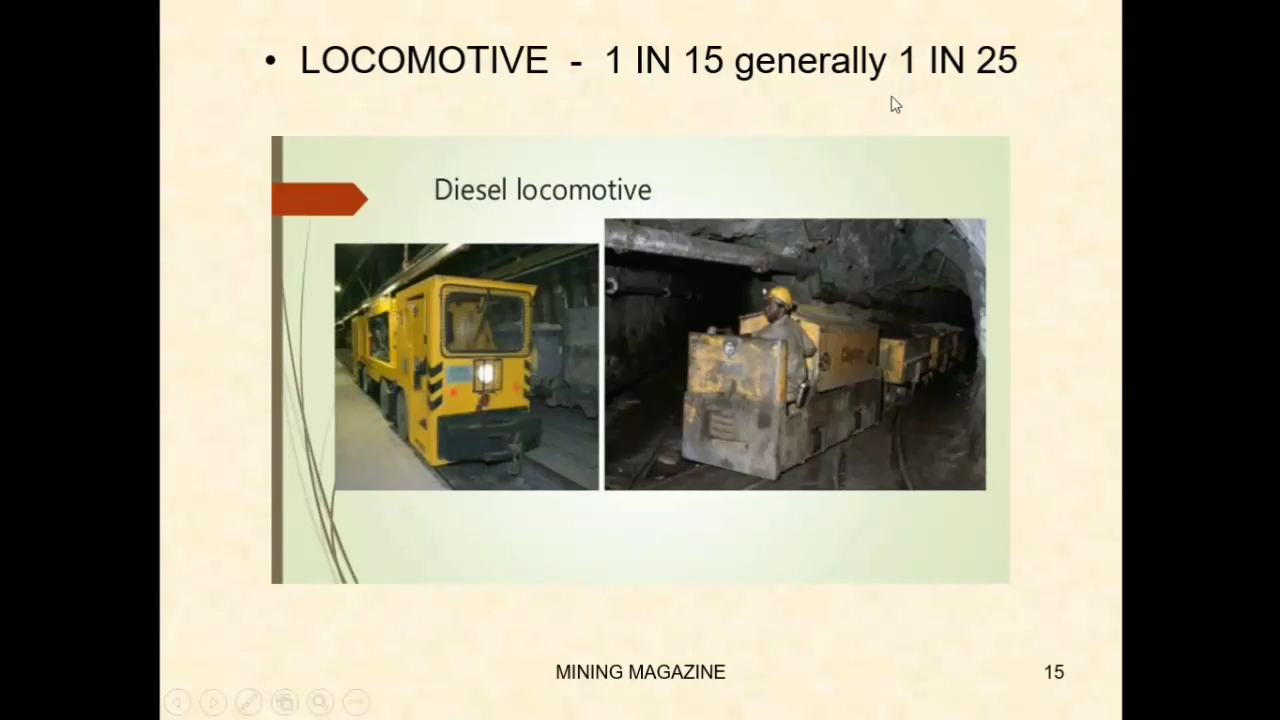 • LOCOMOTIVE - 1 IN 15 generally 1 IN 25
Diesel locomotive
MINING MAGAZINE
15